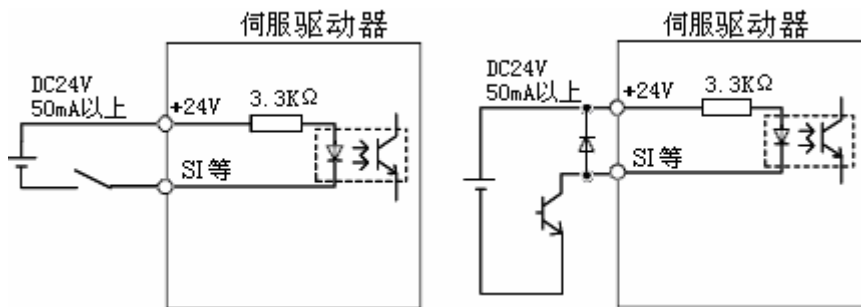 伺服驱动器
DC24V
50mA以上
+24V
3.3KΩ
SI等
伺服驱动器
DC24V
50mA以上
+24V
3.3KΩ
SI等